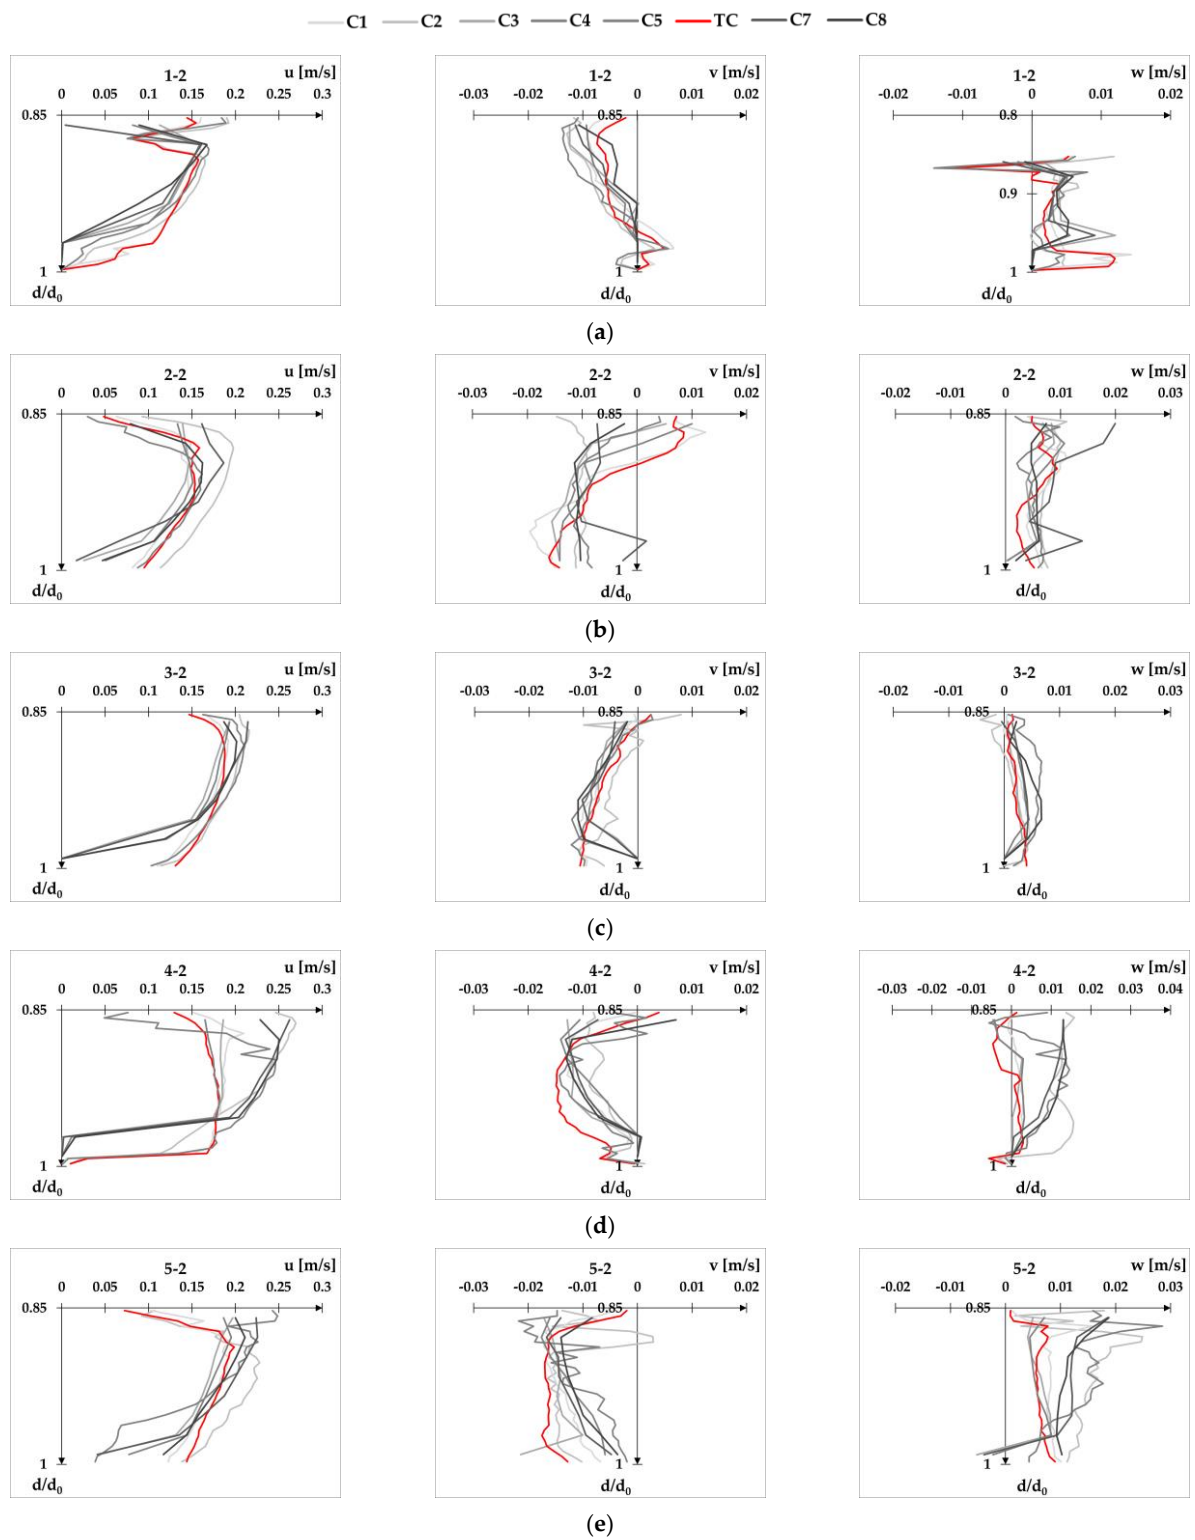 C1 C2 C3 C4 C5 TC C7 C8
u [m/s] v [m/s] w [m/s]
1-2 1-2 1-2
0 0.05 0.1 0.15 0.2 0.25 0.3 -0.03 -0.02 -0.01 0 0.01 0.02 -0.02 -0.01 0 0.01 0.02
0.85 0.85 0.8
0.9
1 1 1
d/d0 d/d0 d/d0
(a)
u [m/s] v [m/s] w [m/s]
2-2 2-2 2-2
0 0.05 0.1 0.15 0.2 0.25 0.3 -0.03 -0.02 -0.01 0 0.01 0.02 -0.02 -0.01 0 0.01 0.02 0.03
0.85 0.85 0.85
1 1 1
d/d0 d/d0 d/d0
(b)
u [m/s] v [m/s] w [m/s]
3-2 3-2 3-2
0 0.05 0.1 0.15 0.2 0.25 0.3 -0.03 -0.02 -0.01 0 0.01 0.02 -0.02 -0.01 0 0.01 0.02 0.03
0.85 0.85 0.85
1 1 1
d/d0 d/d0 d/d0
(c)
u [m/s] v [m/s] w [m/s]
4-2 4-2 4-2
0 0.05 0.1 0.15 0.2 0.25 0.3 -0.03 -0.02 -0.01 0 0.01 0.02 -0.03 -0.02 -0.01 0 0.01 0.02 0.03 0.04
0.85 0.85 0.85
1 1 1
d/d0 d/d0 d/d0
(d)
u [m/s] v [m/s] w [m/s]
5-2 5-2 5-2
0 0.05 0.1 0.15 0.2 0.25 0.3 -0.03 -0.02 -0.01 0 0.01 0.02 -0.02 -0.01 0 0.01 0.02 0.03
0.85 0.85 0.85
1 1 1
d/d0 d/d0 d/d0
(e)